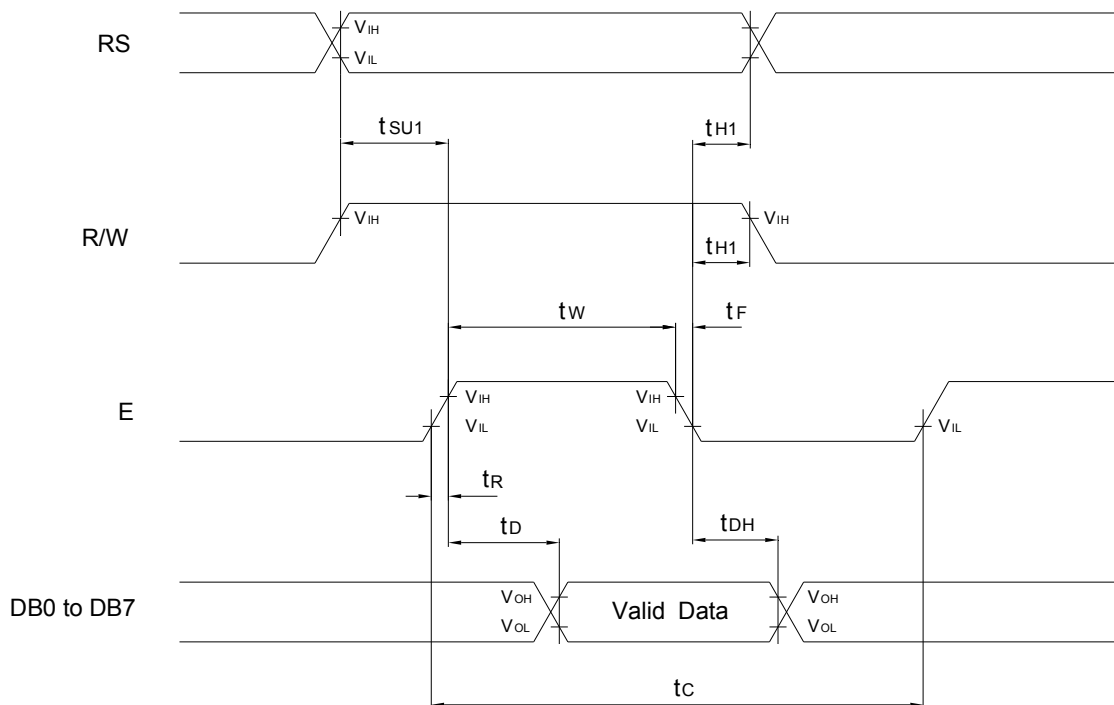 RS
VIH
VIL
tSU1
tH1
R/W
VIH
VIH
tH1
tW
tF
E
VIH
VIH
VIL
VIL
VIL
tR
tD
tDH
DB0 to DB7
VOH
Valid Data
VOH
VOL
VOL
tC